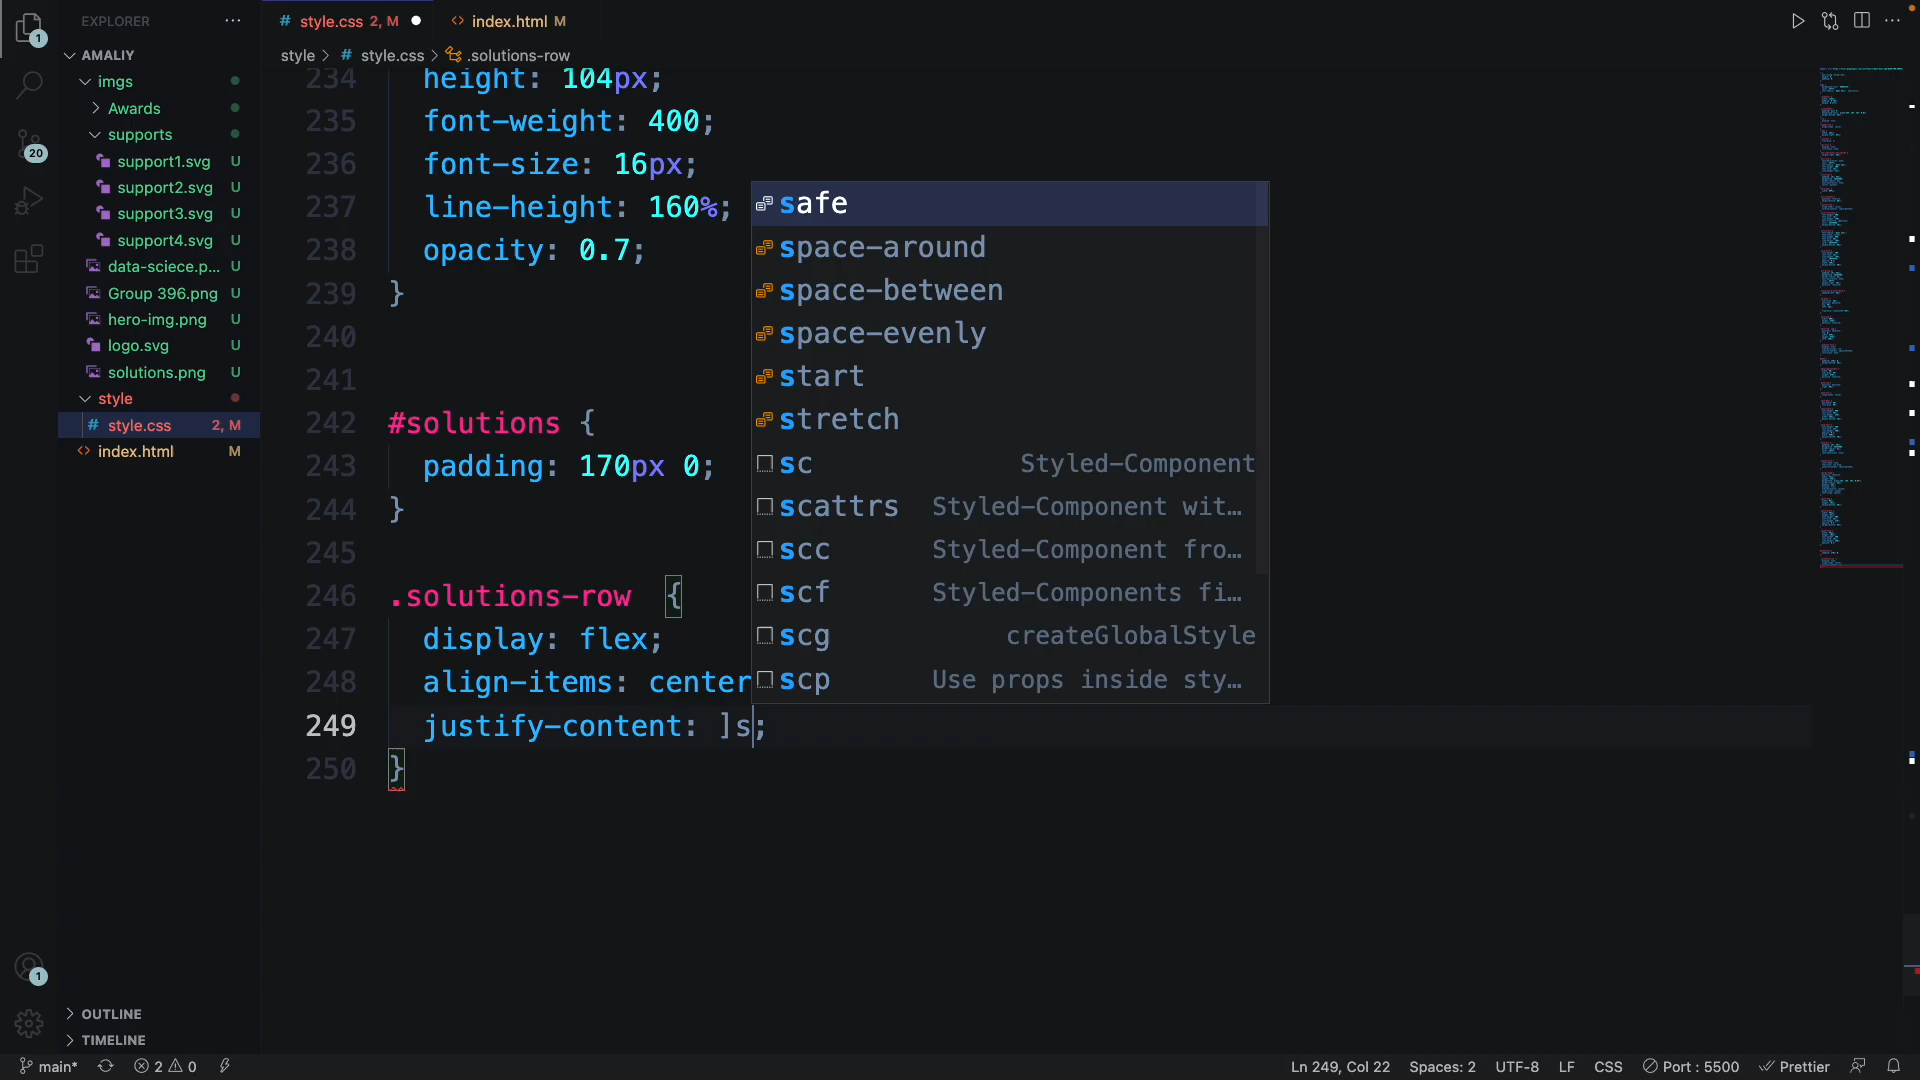 EXPLORER
AMALIY
imgs
Awards
supports
support1.svg U
support2.svg U
support3.svg U
support4.svg U
data-sciece.p... U
Group 396.png U
hero-img.png U
logo.svg U
solutions.png U
style
# style.css 2, M
<> index.html M
OUTLINE
TIMELINE
1
20
1
# style.css 2, M
<> index.html M
style > # style.css > .solutions-row
234 height: 104px;
235 font-weight: 400;
236 font-size: 16px;
237 line-height: 160%;
238 opacity: 0.7;
239 }
240
241
242 #solutions {
243 padding: 170px 0;
244 }
245
246 .solutions-row {
247 display: flex;
248 align-items: center
249 justify-content: ]s;
250 }
safe
space-around
space-between
space-evenly
start
stretch
sc Styled-Component
scattrs Styled-Component wit...
scc Styled-Component fro...
scf Styled-Components fi...
scg createGlobalStyle
scp Use props inside sty...
main* 2 0 Ln 249, Col 22 Spaces: 2 UTF-8 LF CSS Port : 5500 Prettier